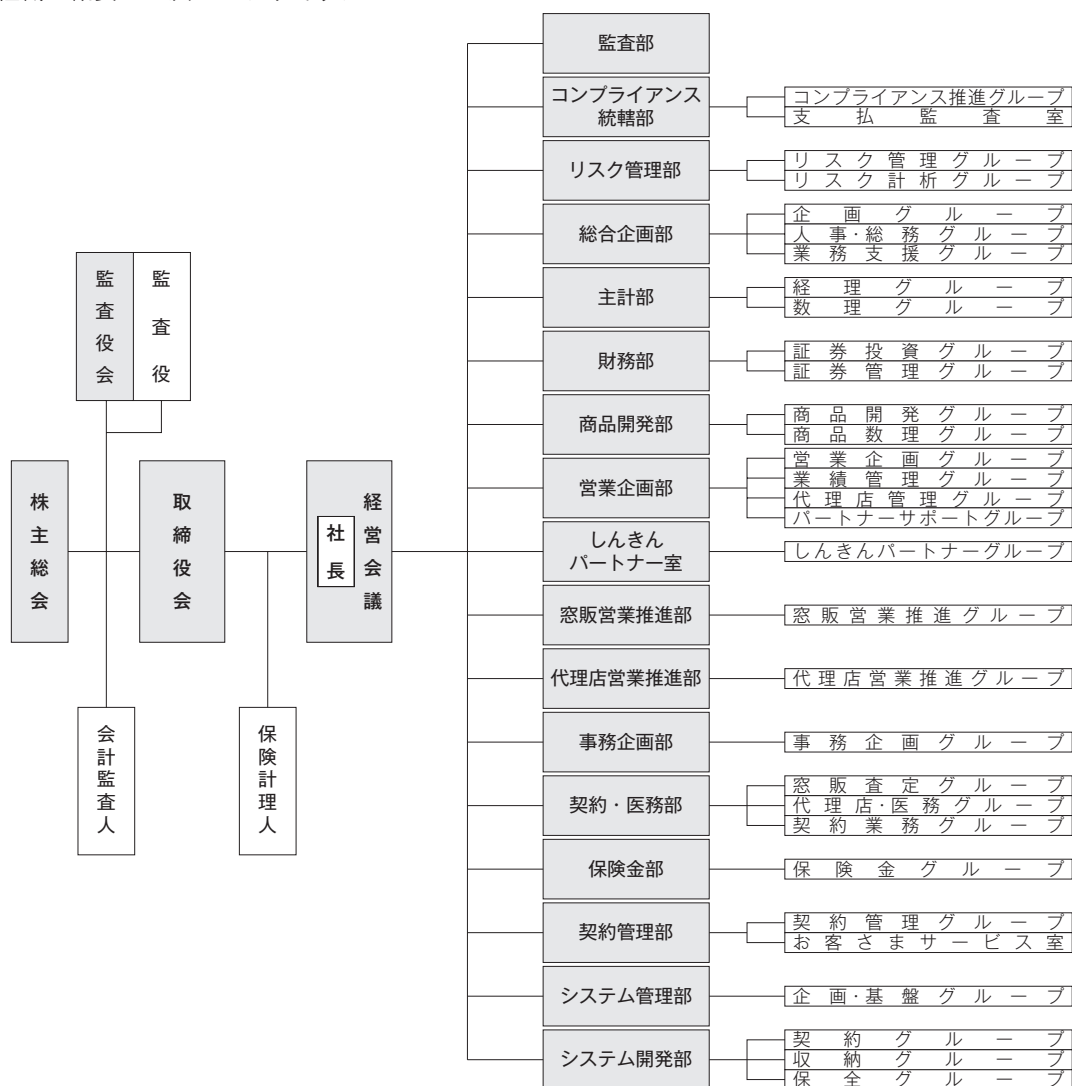 監査役会
監査役
株主総会
取締役会
社長
経営会議
会計監査人
保険計理人
監査部
コンプライアンス
統轄部
コンプライアンス推進グループ
支払監査室
リスク管理部
リスク管理グループ
リスク計析グループ
総合企画部
企画グループ
人事・総務グループ
業務支援グループ
主計部
経理グループ
数理グループ
財務部
証券投資グループ
証券管理グループ
商品開発部
商品開発グループ
商品数理グループ
営業企画部
営業企画グループ
業績管理グループ
代理店管理グループ
パートナーサポートグループ
しんきん
パートナー室
しんきんパートナーグループ
窓販営業推進部
窓販営業推進グループ
代理店営業推進部
代理店営業推進グループ
事務企画部
事務企画グループ
契約・医務部
窓販査定グループ
代理店・医務グループ
契約業務グループ
保険金部
保険金グループ
契約管理部
契約管理グループ
お客さまサービス室
システム管理部
企画・基盤グループ
システム開発部
契約グループ
収納グループ
保全グループ